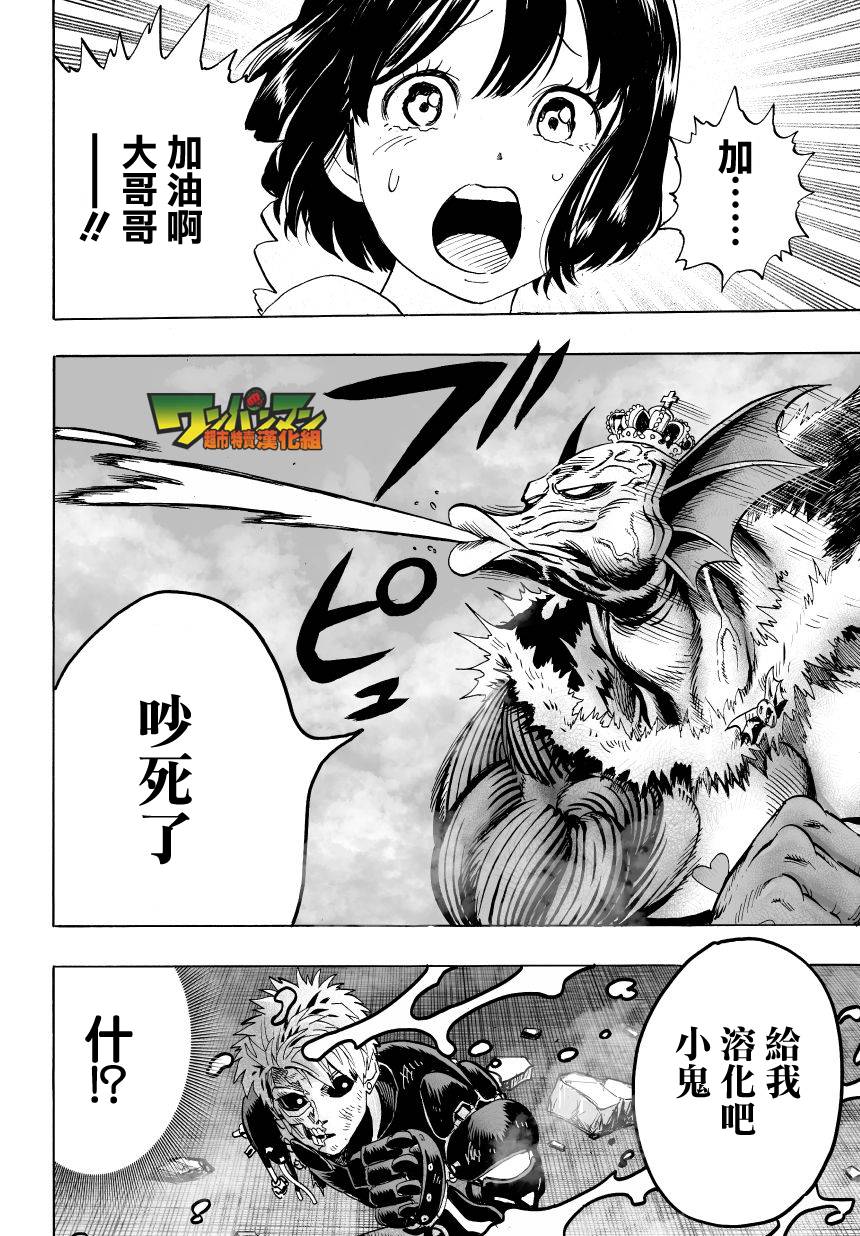 加……
加油啊
大哥哥
——!!
ワンパンマン
超市特賣漢化組
ブ
ピュ
吵死了
給我
溶化吧
小鬼
什!?